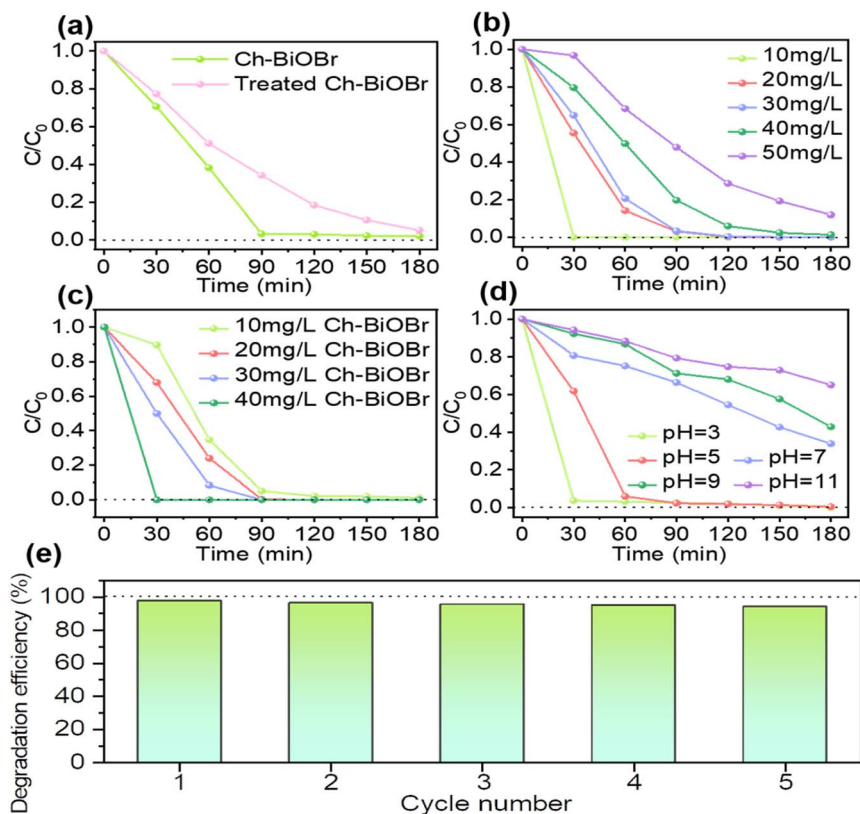 (a)
1.0
0.8
0.6
0.4
0.2
0.0
C/C₀
Ch-BiOBr
Treated Ch-BiOBr
0 30 60 90 120 150 180
Time (min)
(b)
1.0
0.8
0.6
0.4
0.2
0.0
C/C₀
10mg/L
20mg/L
30mg/L
40mg/L
50mg/L
0 30 60 90 120 150 180
Time (min)
(c)
1.0
0.8
0.6
0.4
0.2
0.0
C/C₀
10mg/L Ch-BiOBr
20mg/L Ch-BiOBr
30mg/L Ch-BiOBr
40mg/L Ch-BiOBr
0 30 60 90 120 150 180
Time (min)
(d)
1.0
0.8
0.6
0.4
0.2
0.0
C/C₀
pH=3
pH=5 pH=7
pH=9 pH=11
0 30 60 90 120 150 180
Time (min)
(e)
Degradation efficiency (%)
100
80
60
40
20
0
1 2 3 4 5
Cycle number